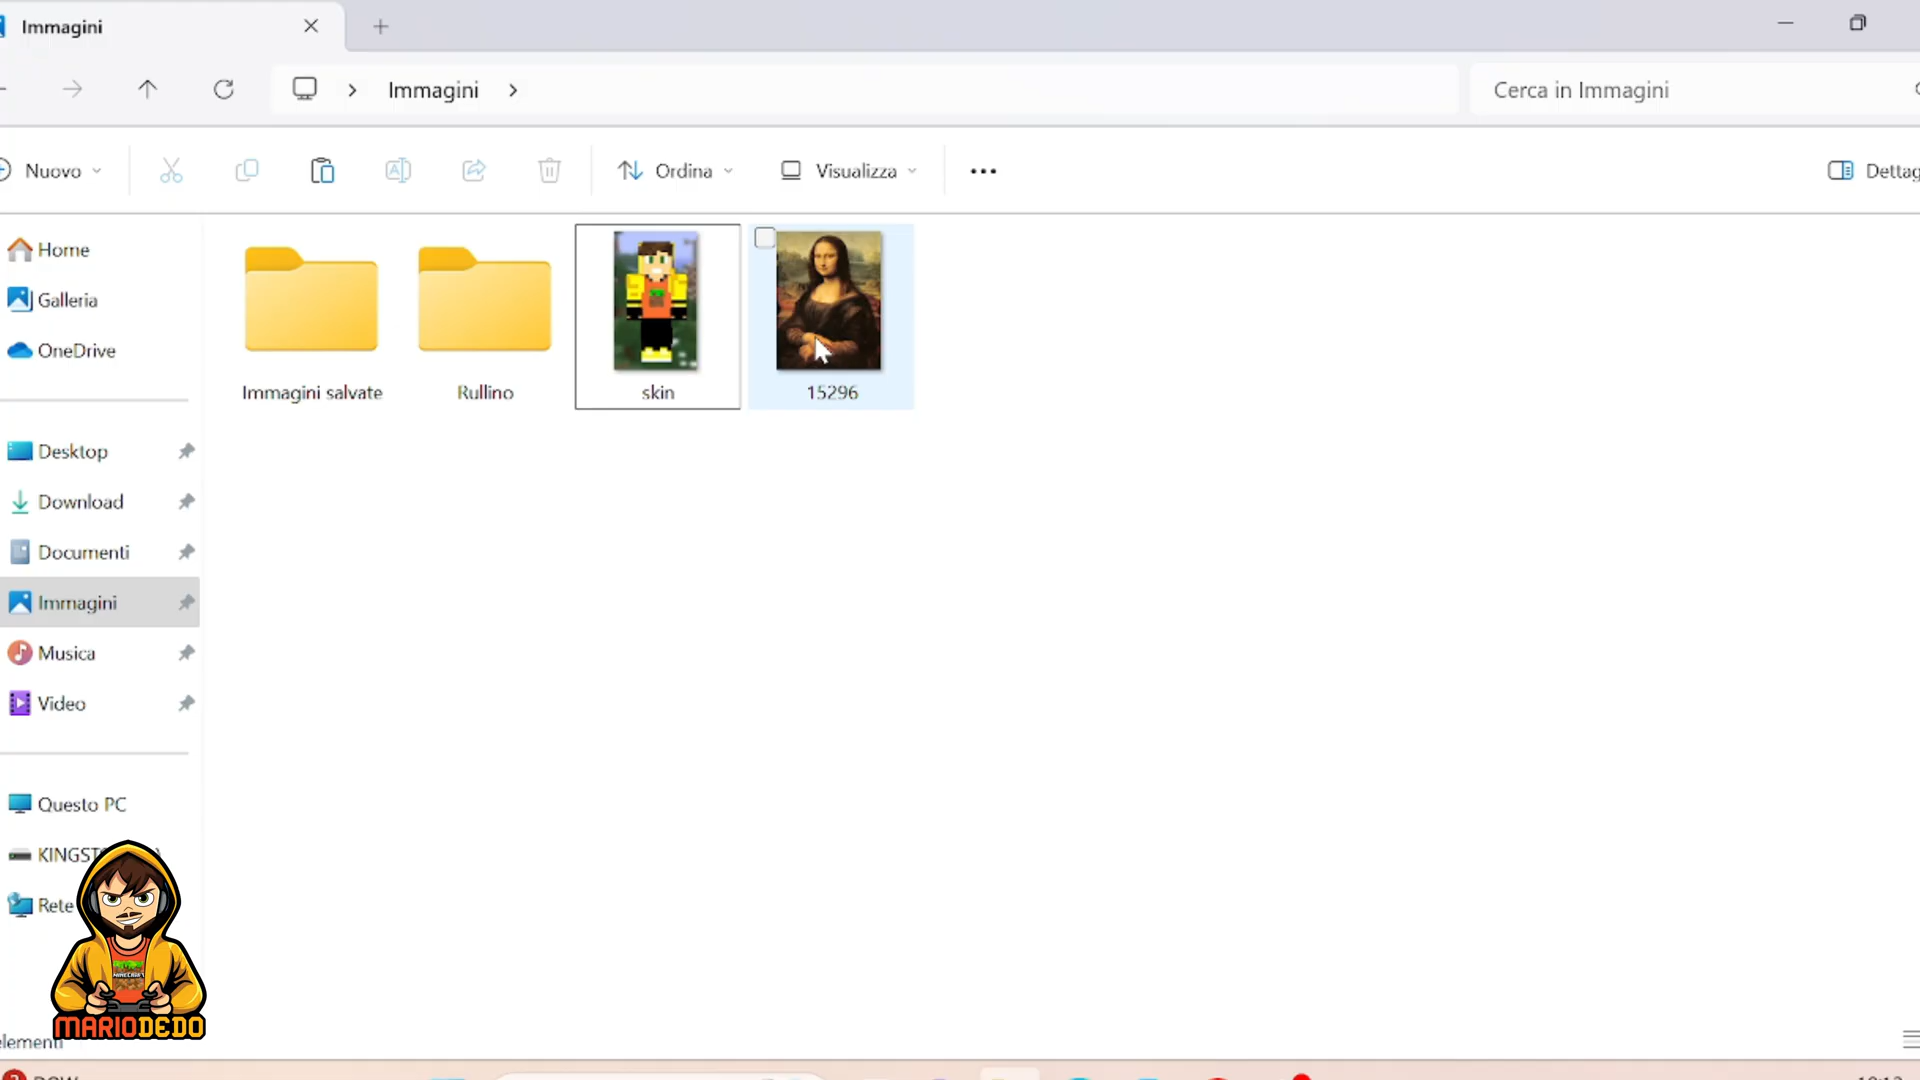 Immagini
Immagini
Cerca in Immagini
Nuovo
Ordina
Visualizza
Home
Galleria
OneDrive
Immagini salvate
Rullino
skin
15296
Desktop
Download
Documenti
Immagini
Musica
Video
Questo PC
Rete
MINECRAFT
MARIODEDO